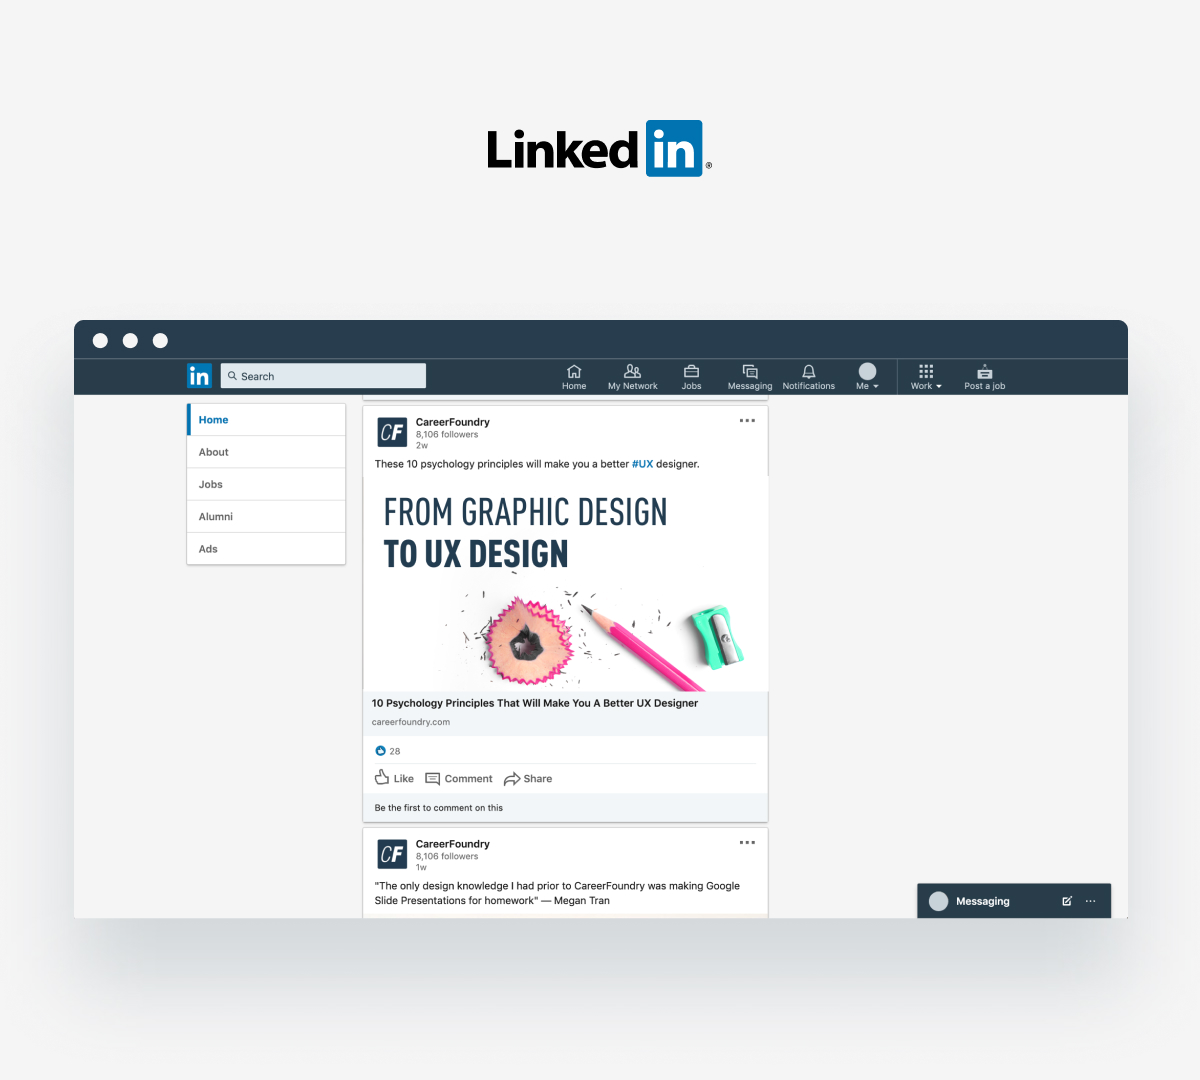 Linked in ®
in
Search
Home
My Network
Jobs
Messaging
Notifications
Me
Work
Post a job
Home
About
Jobs
Alumni
Ads
CF
CareerFoundry
8,106 followers
2w
These 10 psychology principles will make you a better #UX designer.
FROM GRAPHIC DESIGN
TO UX DESIGN
10 Psychology Principles That Will Make You A Better UX Designer
careerfoundry.com
28
Like Comment Share
Be the first to comment on this
CF
CareerFoundry
8,106 followers
1w
"The only design knowledge I had prior to CareerFoundry was making Google
Slide Presentations for homework" — Megan Tran
Messaging